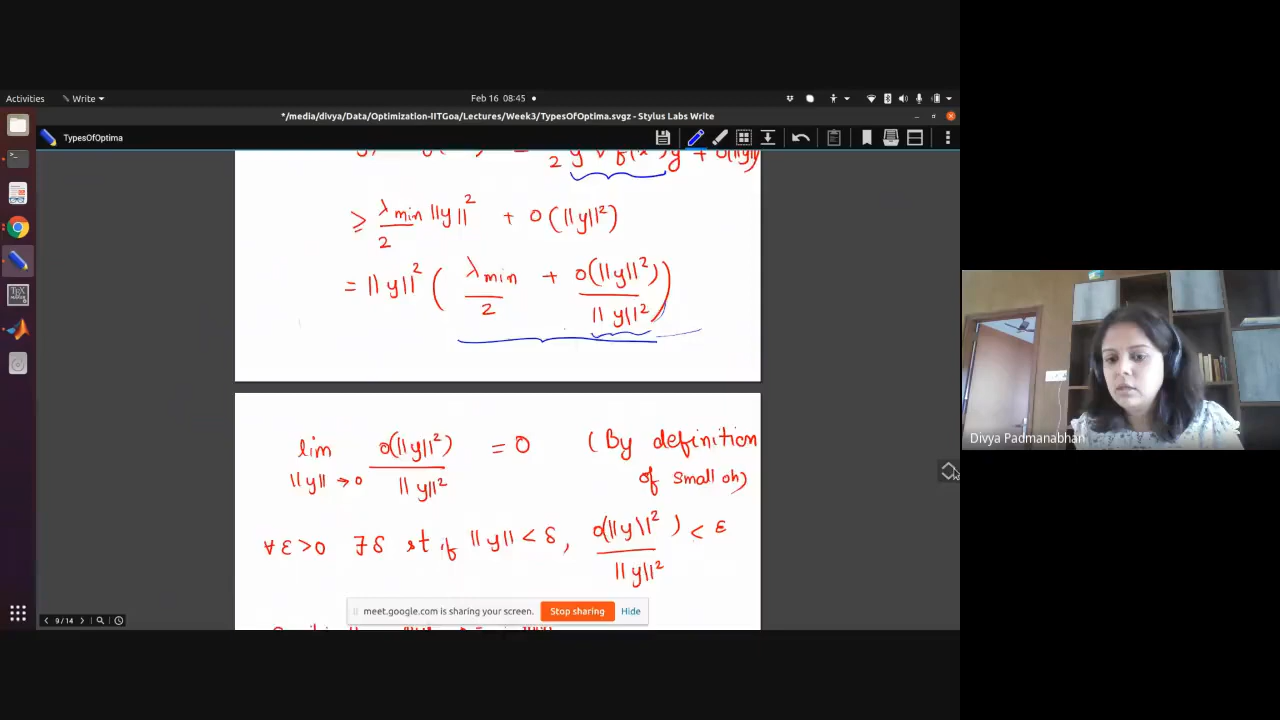 Activities
Write
Feb 16 08:45
*/media/divya/Data/Optimization-IITGoa/Lectures/Week3/TypesOfOptima.svgz - Stylus Labs Write
TypesOfOptima
≥ λmin/2 ||y||² + o(||y||²)
= ||y||² ( λmin/2 + o(||y||²)/||y||² )
lim ||y||→0 o(||y||²)/||y||² = 0 (By definition
of small oh)
∀ε>0 ∃δ st if ||y|| < δ, o(||y||²)/||y||² < ε
meet.google.com is sharing your screen. Stop sharing Hide
9/14
Divya Padmanabhan